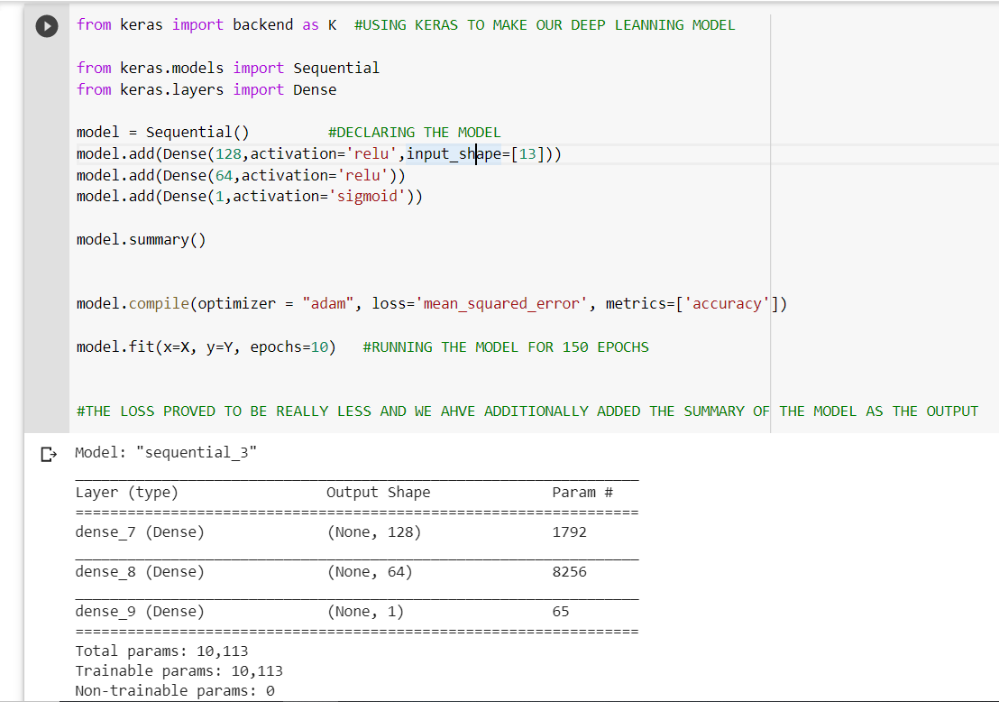 from keras import backend as K  #USING KERAS TO MAKE OUR DEEP LEANNING MODEL
from keras.models import Sequential
from keras.layers import Dense
model = Sequential()         #DECLARING THE MODEL
model.add(Dense(128,activation='relu',input_shape=[13]))
model.add(Dense(64,activation='relu'))
model.add(Dense(1,activation='sigmoid'))
model.summary()
model.compile(optimizer = "adam", loss='mean_squared_error', metrics=['accuracy'])
model.fit(x=X, y=Y, epochs=10)   #RUNNING THE MODEL FOR 150 EPOCHS
#THE LOSS PROVED TO BE REALLY LESS AND WE AHVE ADDITIONALLY ADDED THE SUMMARY OF THE MODEL AS THE OUTPUT
Model: "sequential_3"
_________________________________________________________________
Layer (type)                 Output Shape              Param #
=================================================================
dense_7 (Dense)              (None, 128)               1792
_________________________________________________________________
dense_8 (Dense)              (None, 64)                8256
_________________________________________________________________
dense_9 (Dense)              (None, 1)                 65
=================================================================
Total params: 10,113
Trainable params: 10,113
Non-trainable params: 0